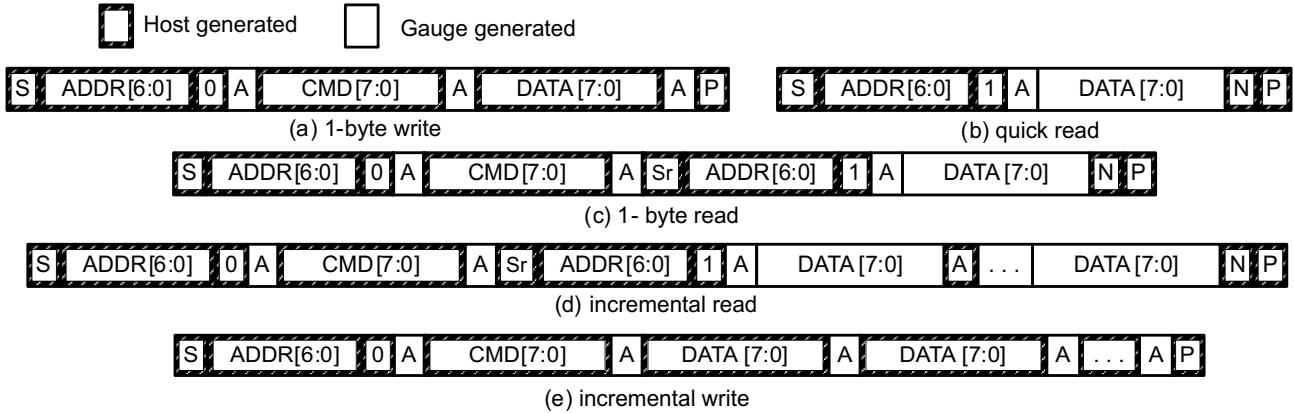 Host generated Gauge generated
S ADDR[6:0] 0 A CMD[7:0] A DATA [7:0] A P S ADDR[6:0] 1 A DATA [7:0] N P
(a) 1-byte write (b) quick read
S ADDR[6:0] 0 A CMD[7:0] A Sr ADDR[6:0] 1 A DATA [7:0] N P
(c) 1- byte read
S ADDR[6:0] 0 A CMD[7:0] A Sr ADDR[6:0] 1 A DATA [7:0] A . . . DATA [7:0] N P
(d) incremental read
S ADDR[6:0] 0 A CMD[7:0] A DATA [7:0] A DATA [7:0] A . . . A P
(e) incremental write